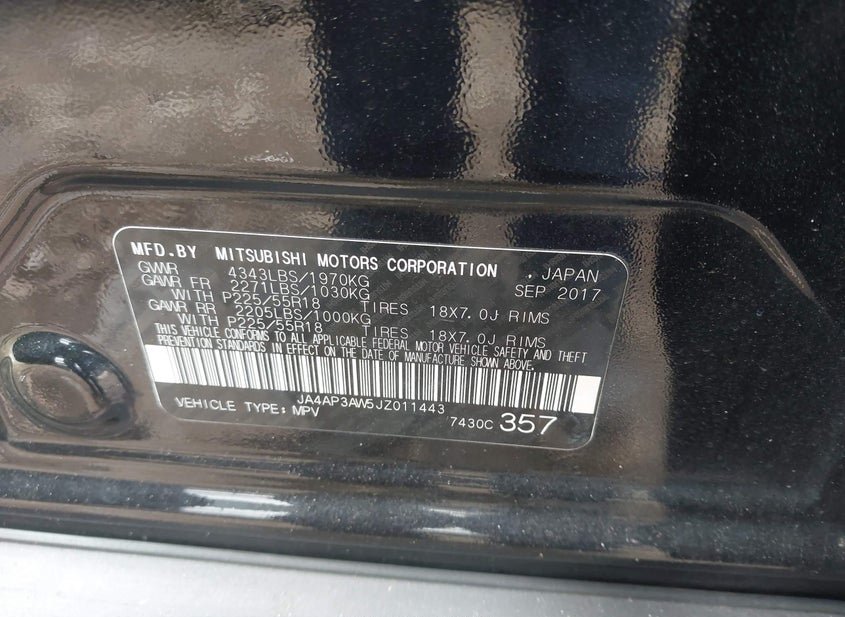 MFD.BY MITSUBISHI MOTORS CORPORATION , JAPAN
GVWR 4343LBS/1970KG SEP 2017
GAWR FR 2271LBS/1030KG
WITH P225/55R18 TIRES 18X7.0J RIMS
GAWR RR 2205LBS/1000KG
WITH P225/55R18 TIRES 18X7.0J RIMS
THIS VEHICLE CONFORMS TO ALL APPLICABLE FEDERAL MOTOR VEHICLE SAFETY AND THEFT
PREVENTION STANDARDS IN EFFECT ON THE DATE OF MANUFACTURE SHOWN ABOVE.
JA4AP3AW5JZ011443
VEHICLE TYPE: MPV 7430C 357